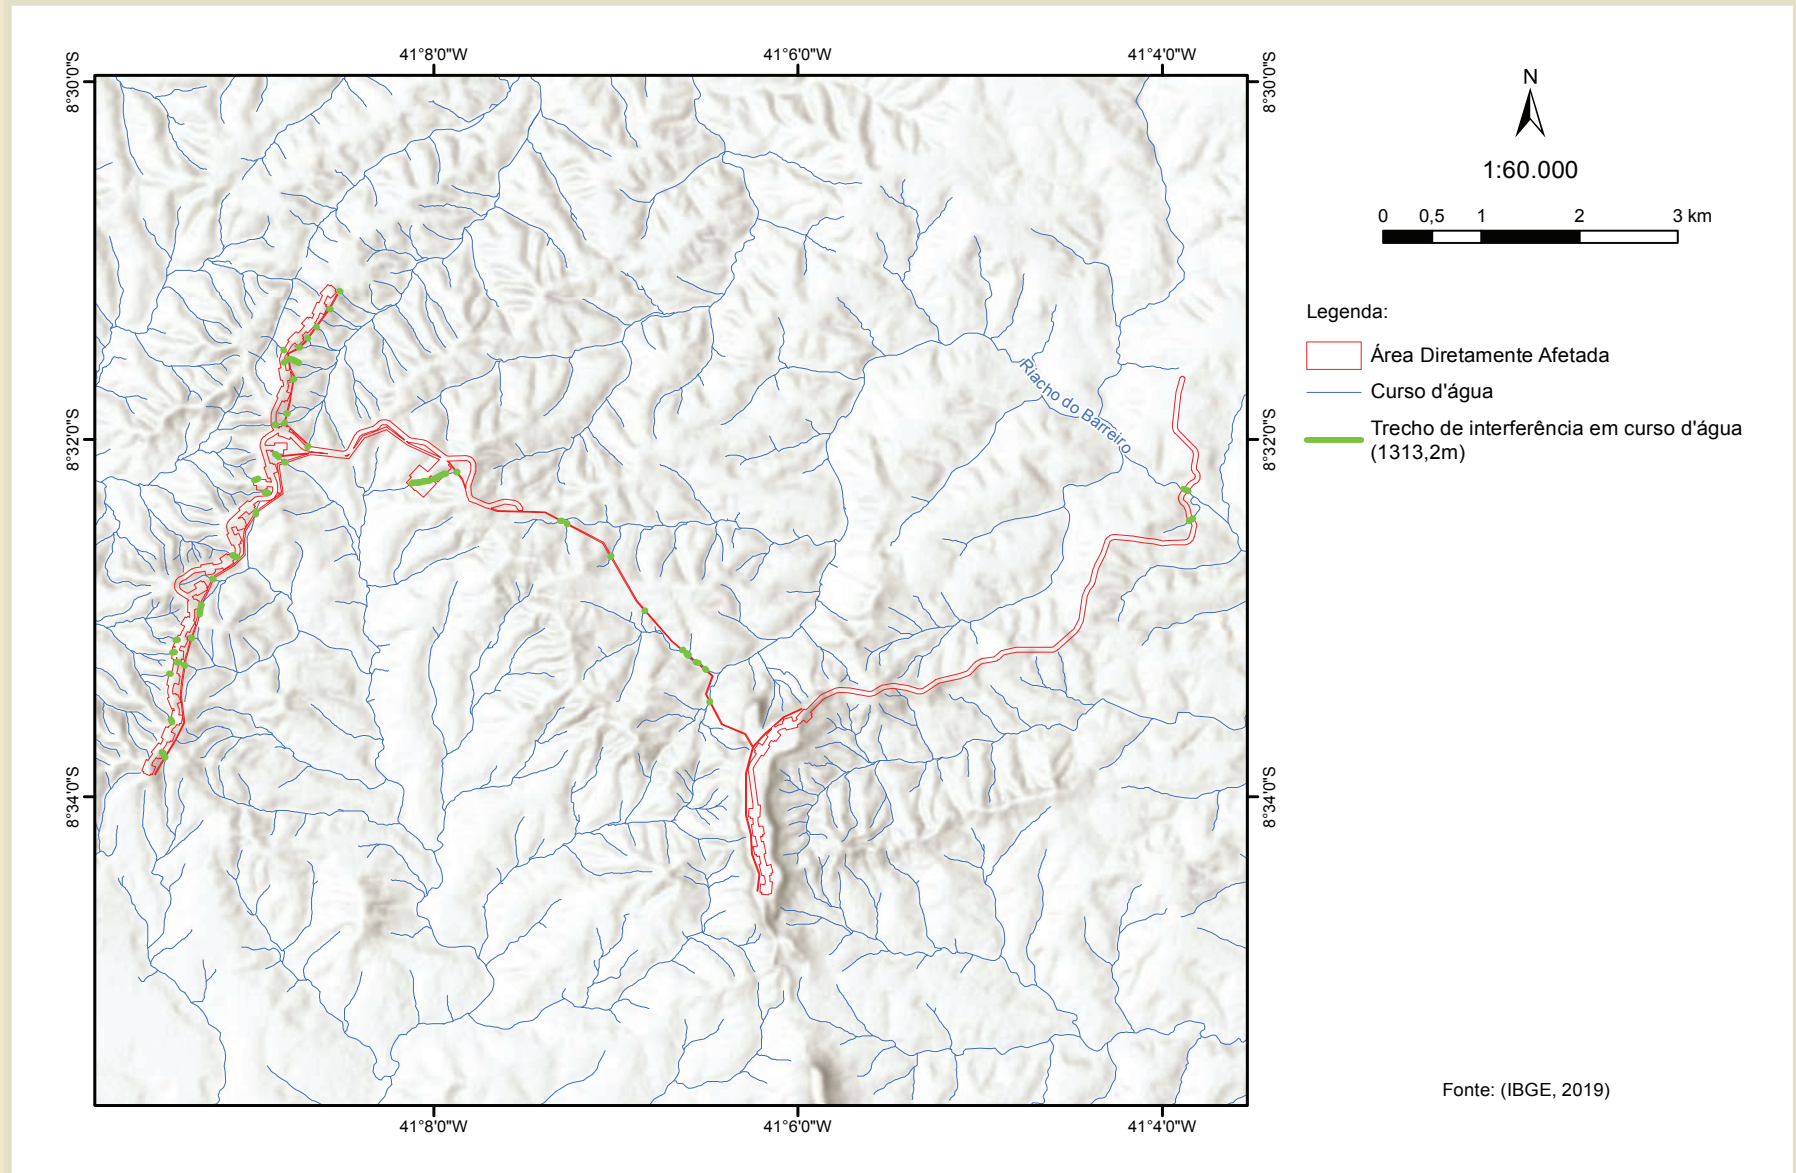 41°8'0"W 41°6'0"W 41°4'0"W
8°30'0"S 8°30'0"S
8°32'0"S 8°32'0"S
8°34'0"S 8°34'0"S
41°8'0"W 41°6'0"W 41°4'0"W
Riacho do Barreiro
N
1:60.000
0 0,5 1 2 3 km
Legenda:
Área Diretamente Afetada
Curso d'água
Trecho de interferência em curso d'água
(1313,2m)
Fonte: (IBGE, 2019)